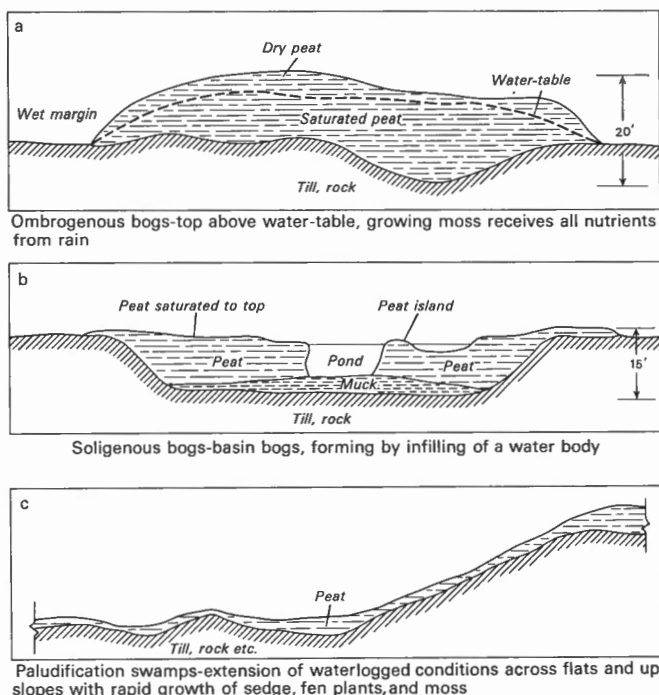 a
Dry peat
Water-table
Wet margin
Saturated peat
20'
Till, rock
Ombrogenous bogs-top above water-table, growing moss receives all nutrients
from rain
b
Peat saturated to top
Peat island
Peat
Pond
Peat
15'
Muck
Till, rock
Soligenous bogs-basin bogs, forming by infilling of a water body
c
Peat
Till, rock etc.
Paludification swamps-extension of waterlogged conditions across flats and up
slopes with rapid growth of sedge, fen plants, and moss